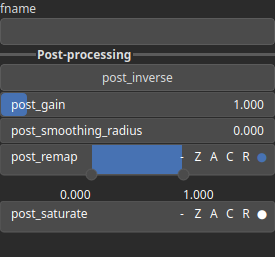 fname
Post-processing
post_inverse
post_gain 1.000
post_smoothing_radius 0.000
post_remap - Z A C R
0.000 1.000
post_saturate - Z A C R